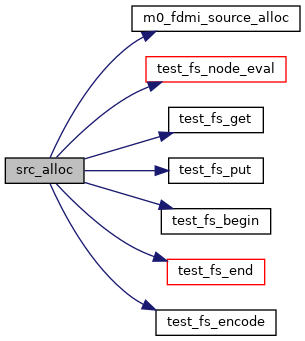 m0_fdmi_source_alloc
test_fs_node_eval
test_fs_get
src_alloc
test_fs_put
test_fs_begin
test_fs_end
test_fs_encode